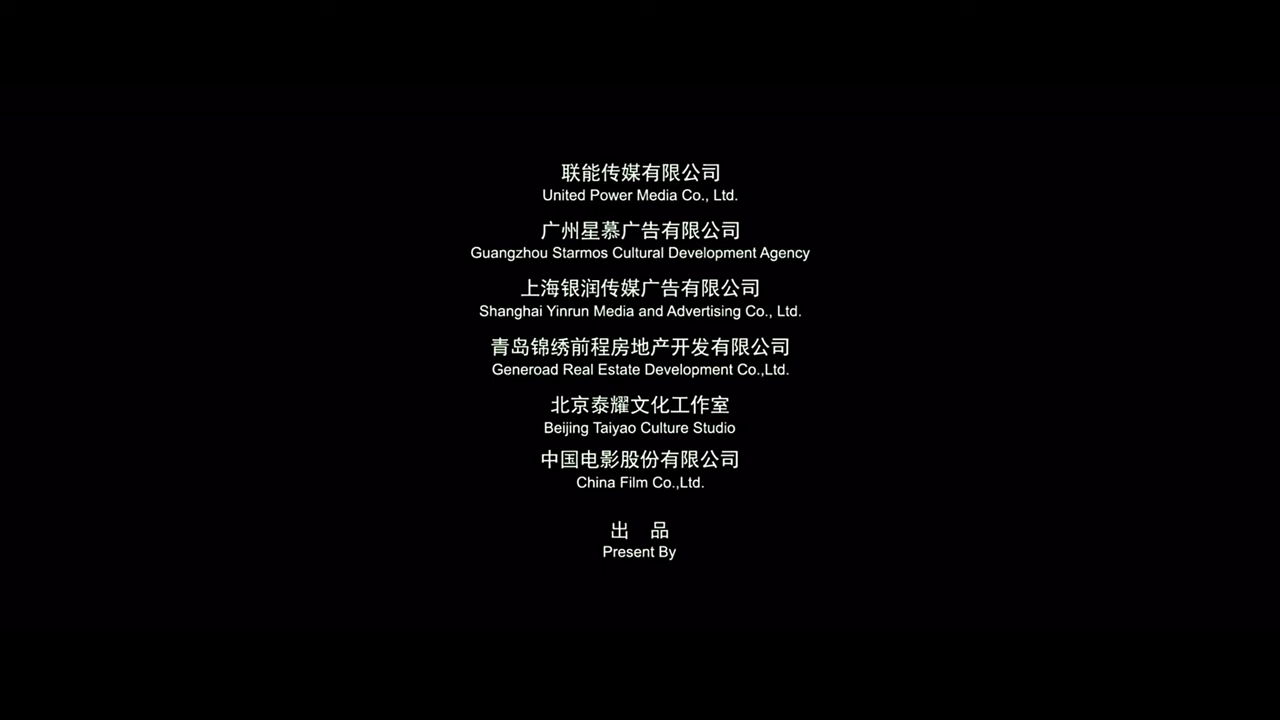 联能传媒有限公司
United Power Media Co., Ltd.
广州星慕广告有限公司
Guangzhou Starmos Cultural Development Agency
上海银润传媒广告有限公司
Shanghai Yinrun Media and Advertising Co., Ltd.
青岛锦绣前程房地产开发有限公司
Generoad Real Estate Development Co.,Ltd.
北京泰耀文化工作室
Beijing Taiyao Culture Studio
中国电影股份有限公司
China Film Co.,Ltd.
出 品
Present By